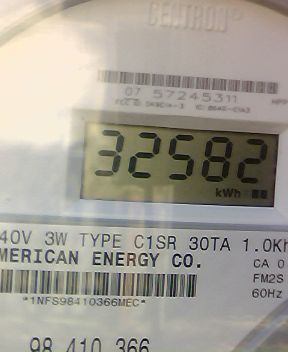 CENTRON®
07 57245311
32582
kWh
40V 3W TYPE C1SR 30TA 1.0Kh
MERICAN ENERGY CO.
CA 0
FM2S
60Hz
*1NFS98410366MEC*
98 410 366